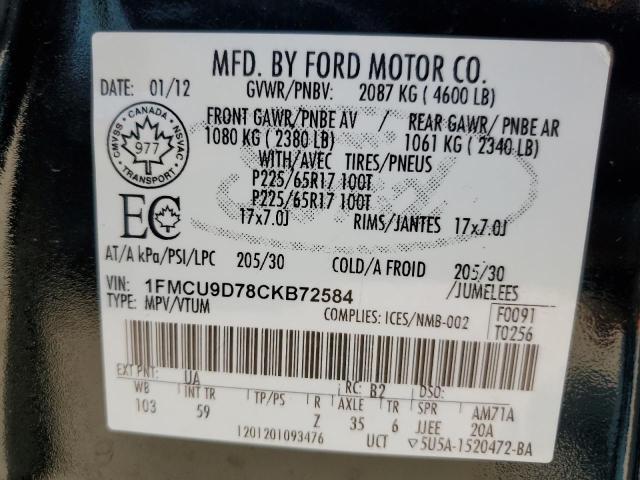 MFD. BY FORD MOTOR CO.
DATE: 01/12 GVWR/PNBV: 2087 KG ( 4600 LB)
FRONT GAWR/PNBE AV / REAR GAWR/ PNBE AR
1080 KG ( 2380 LB) 1061 KG ( 2340 LB)
WITH/AVEC TIRES/PNEUS
P225/65R17 100T
P225/65R17 100T
17x7.0J RIMS/JANTES 17x7.0J
CANADA
CMVSS 977 NSVAC
TRANSPORT
EC
AT/A kPa/PSI/LPC 205/30 COLD/A FROID 205/30
VIN: 1FMCU9D78CKB72584 /JUMELEES
TYPE: MPV/VTUM COMPLIES: ICES/NMB-002 F0091
T0256
EXT PNT: UA RC: B2 DSO:
WB INT TR TP/PS R AXLE TR SPR AM71A
103 59 Z 35 6 JJEE 20A
1201201093476 UCT ▽5U5A-1520472-BA